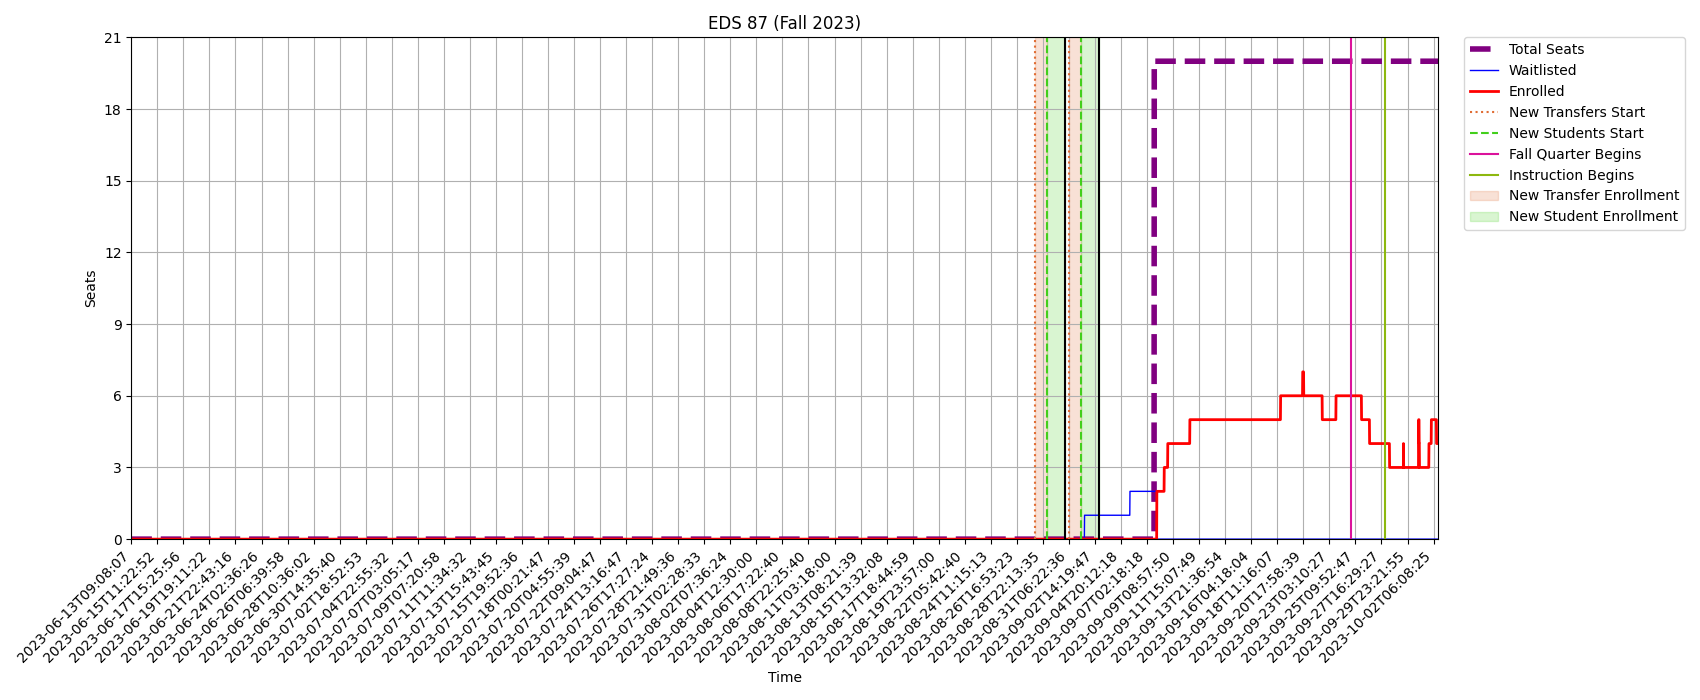 EDS 87 (Fall 2023)
21
18
15
12
9
6
3
0
Seats
2023-06-13T09:08:07
2023-06-15T11:22:52
2023-06-17T15:25:56
2023-06-19T19:11:22
2023-06-21T22:43:16
2023-06-24T02:36:26
2023-06-26T06:39:58
2023-06-28T10:36:02
2023-06-30T14:35:40
2023-07-02T18:52:53
2023-07-04T22:55:32
2023-07-07T03:05:17
2023-07-09T07:20:58
2023-07-11T11:34:32
2023-07-13T15:43:45
2023-07-15T19:52:36
2023-07-18T00:21:47
2023-07-20T04:55:39
2023-07-22T09:04:47
2023-07-24T13:16:47
2023-07-26T17:27:24
2023-07-28T21:49:36
2023-07-31T02:28:33
2023-08-02T07:36:24
2023-08-04T12:30:00
2023-08-06T17:22:40
2023-08-08T22:25:40
2023-08-11T03:18:00
2023-08-13T08:21:39
2023-08-15T13:32:08
2023-08-17T18:44:59
2023-08-19T23:57:00
2023-08-22T05:42:40
2023-08-24T11:15:13
2023-08-26T16:53:23
2023-08-28T22:13:35
2023-08-31T06:22:36
2023-09-02T14:19:47
2023-09-04T20:12:18
2023-09-07T02:18:18
2023-09-09T08:57:50
2023-09-11T15:07:49
2023-09-13T21:36:54
2023-09-16T04:18:04
2023-09-18T11:16:07
2023-09-20T17:58:39
2023-09-23T03:10:27
2023-09-25T09:52:47
2023-09-27T16:29:27
2023-09-29T23:21:55
2023-10-02T06:08:25
Time
Total Seats
Waitlisted
Enrolled
New Transfers Start
New Students Start
Fall Quarter Begins
Instruction Begins
New Transfer Enrollment
New Student Enrollment